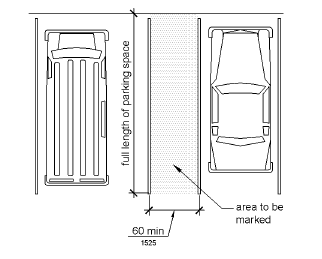 full length of parking space
area to be
marked
60 min
1525